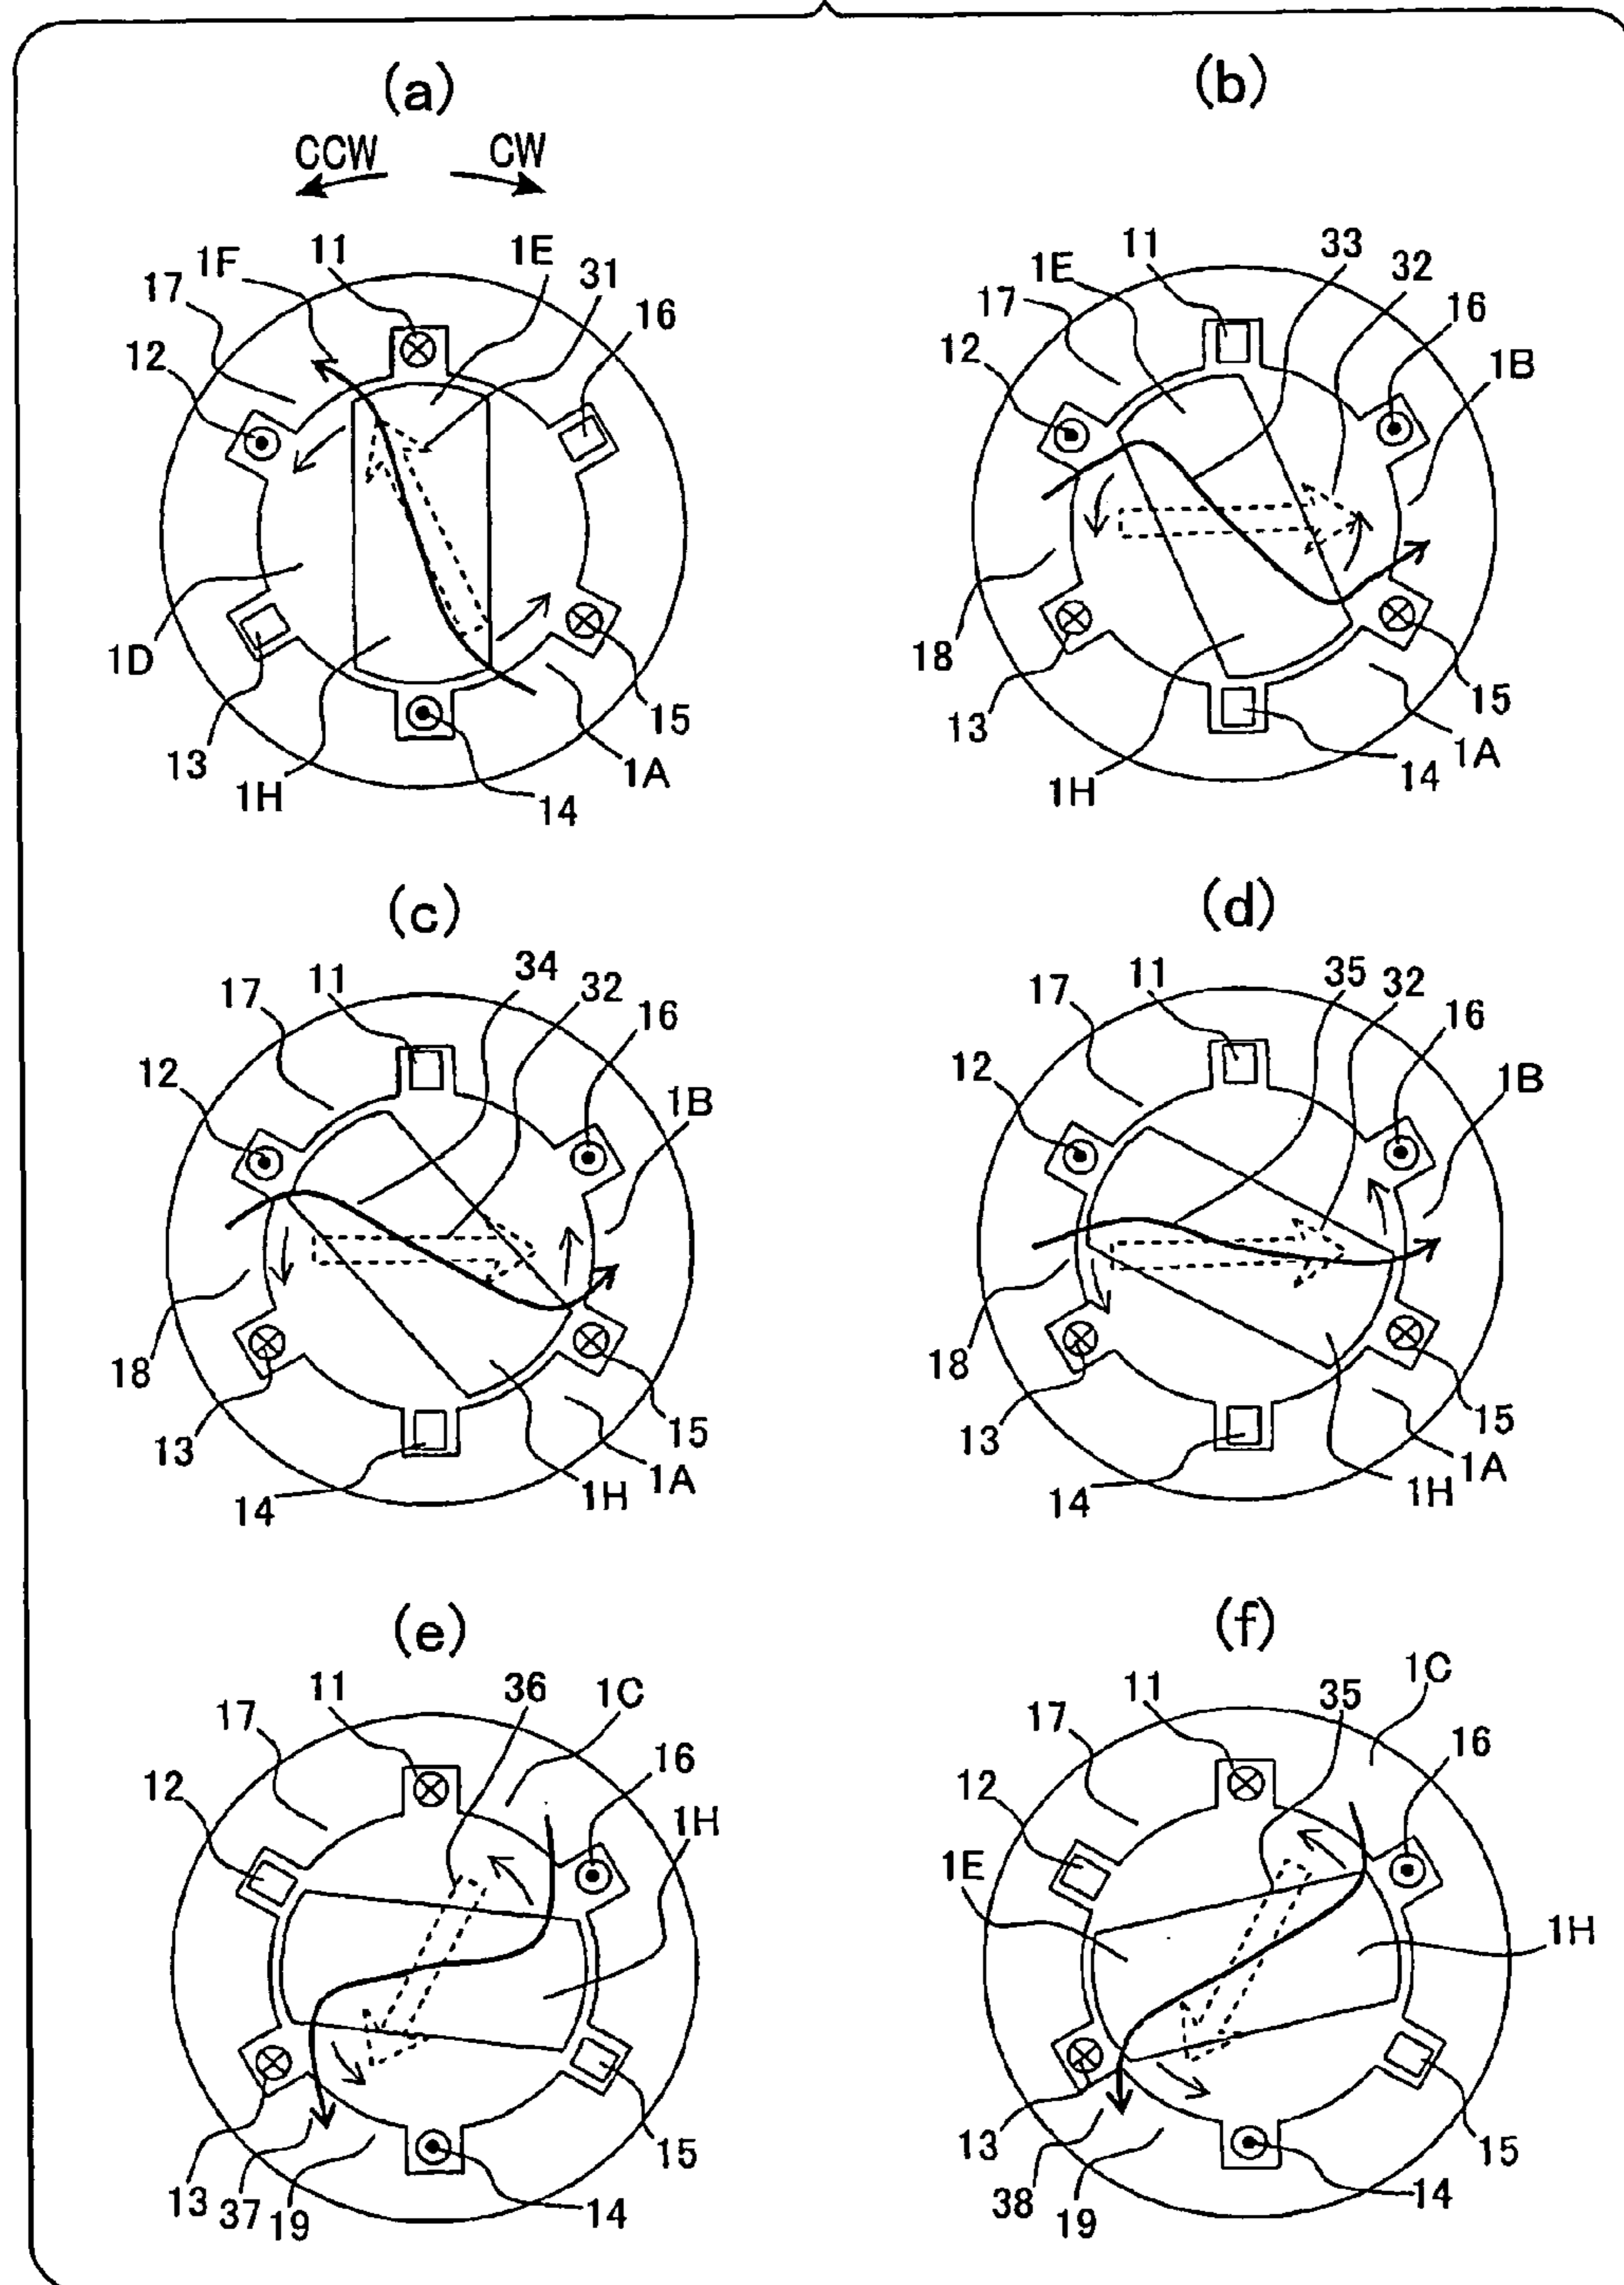 (a)
CCW CW
1F 11 1E 31
17 16
12
1D
13 15
1H 1A
14
(b)
11 33
1E 32
17 16
12 1B
18
13 15
1H 14 1A
(c)
34
11 32
17 16
12 1B
18
13 15
14 1H 1A
(d)
11 35 32
17 16
12 1B
18
13 15
14 1H 1A
(e)
11 36 1C
17 16
12 1H
13 37 19 14 15
(f)
1C
11 35
17 16
12
1E 1H
13 15
38 19 14